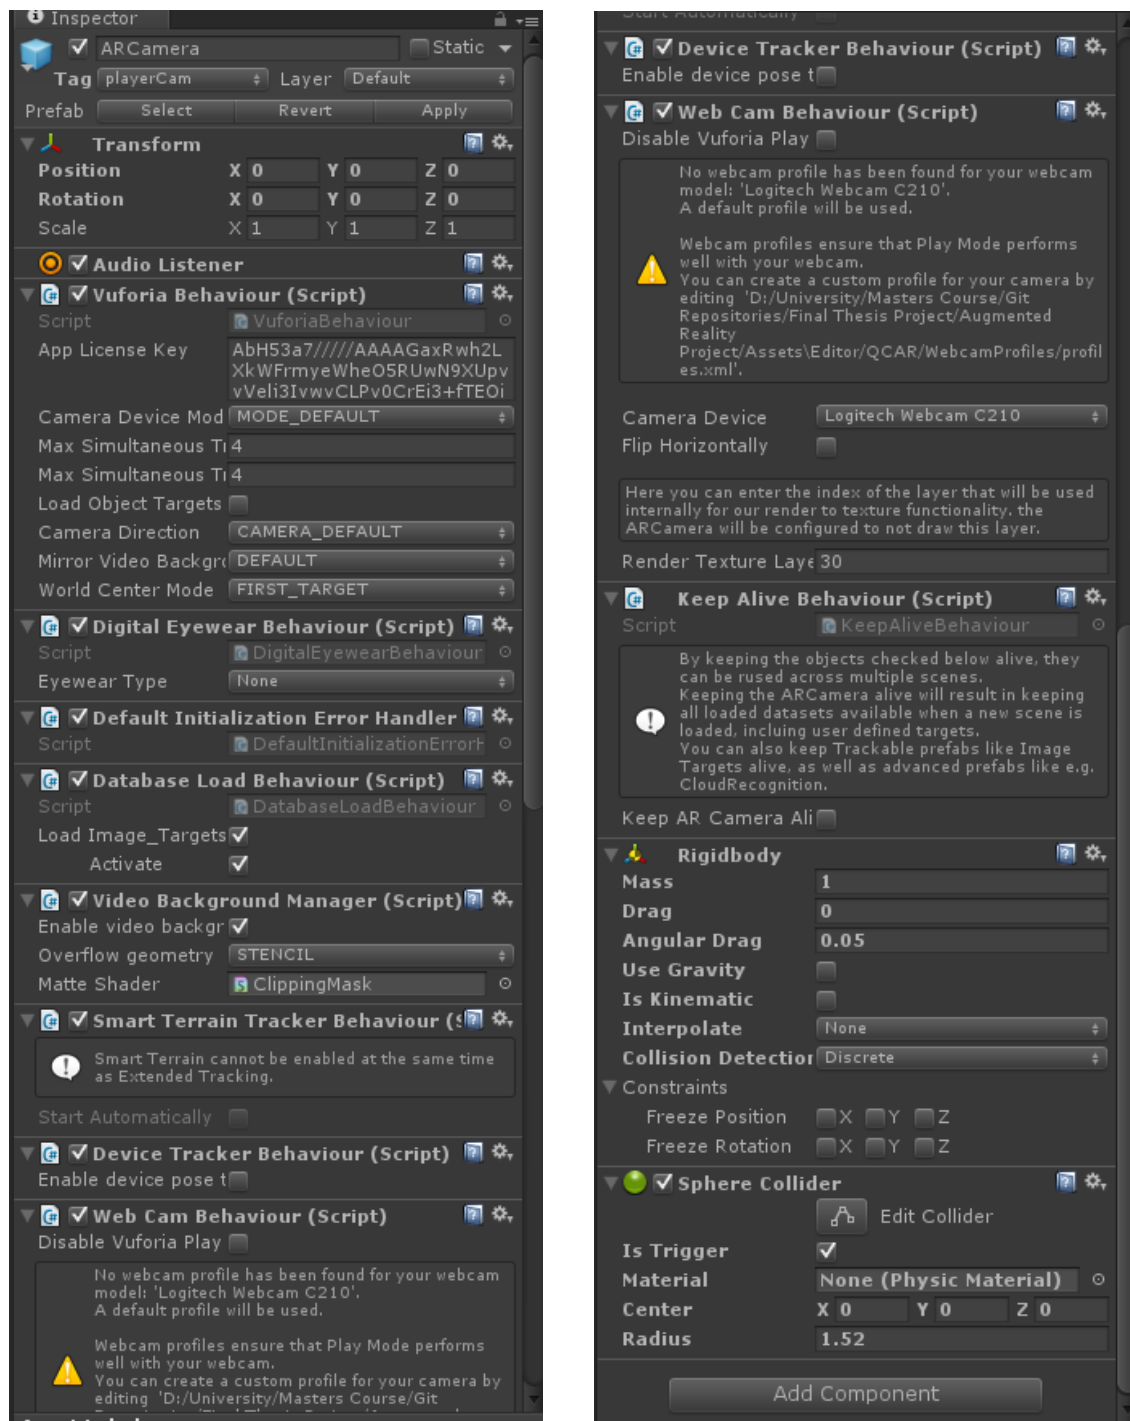 Inspector
ARCamera
Static
Tag playerCam Layer Default
Prefab Select Revert Apply
Transform
Position X 0 Y 0 Z 0
Rotation X 0 Y 0 Z 0
Scale X 1 Y 1 Z 1
Audio Listener
Vuforia Behaviour (Script)
Script VuforiaBehaviour
App License Key AbH53a7/////AAAAGaxRwh2L
XkWFrmyeWheO5RUwN9XUpv
vVeli3IvwvCLPv0CrEi3+fTEOi
Camera Device Mod MODE_DEFAULT
Max Simultaneous Tr 4
Max Simultaneous Tr 4
Load Object Targets
Camera Direction CAMERA_DEFAULT
Mirror Video Backgro DEFAULT
World Center Mode FIRST_TARGET
Digital Eyewear Behaviour (Script)
Script DigitalEyewearBehaviour
Eyewear Type None
Default Initialization Error Handler
Script DefaultInitializationErrorH
Database Load Behaviour (Script)
Script DatabaseLoadBehaviour
Load Image_Targets
Activate
Video Background Manager (Script)
Enable video backgr
Overflow geometry STENCIL
Matte Shader ClippingMask
Smart Terrain Tracker Behaviour (S
Smart Terrain cannot be enabled at the same time
as Extended Tracking.
Start Automatically
Device Tracker Behaviour (Script)
Enable device pose t
Web Cam Behaviour (Script)
Disable Vuforia Play
No webcam profile has been found for your webcam
model: 'Logitech Webcam C210'.
A default profile will be used.
Webcam profiles ensure that Play Mode performs
well with your webcam.
You can create a custom profile for your camera by
editing 'D:/University/Masters Course/Git
Start Automatically
Device Tracker Behaviour (Script)
Enable device pose t
Web Cam Behaviour (Script)
Disable Vuforia Play
No webcam profile has been found for your webcam
model: 'Logitech Webcam C210'.
A default profile will be used.
Webcam profiles ensure that Play Mode performs
well with your webcam.
You can create a custom profile for your camera by
editing 'D:/University/Masters Course/Git
Repositories/Final Thesis Project/Augmented
Reality
Project/Assets\Editor/QCAR/WebcamProfiles/profil
es.xml'.
Camera Device Logitech Webcam C210
Flip Horizontally
Here you can enter the index of the layer that will be used
internally for our render to texture functionality. the
ARCamera will be configured to not draw this layer.
Render Texture Laye 30
Keep Alive Behaviour (Script)
Script KeepAliveBehaviour
By keeping the objects checked below alive, they
can be rused across multiple scenes.
Keeping the ARCamera alive will result in keeping
all loaded datasets available when a new scene is
loaded, incluing user defined targets.
You can also keep Trackable prefabs like Image
Targets alive, as well as advanced prefabs like e.g.
CloudRecognition.
Keep AR Camera Ali
Rigidbody
Mass 1
Drag 0
Angular Drag 0.05
Use Gravity
Is Kinematic
Interpolate None
Collision Detection Discrete
Constraints
Freeze Position X Y Z
Freeze Rotation X Y Z
Sphere Collider
Edit Collider
Is Trigger
Material None (Physic Material)
Center X 0 Y 0 Z 0
Radius 1.52
Add Component